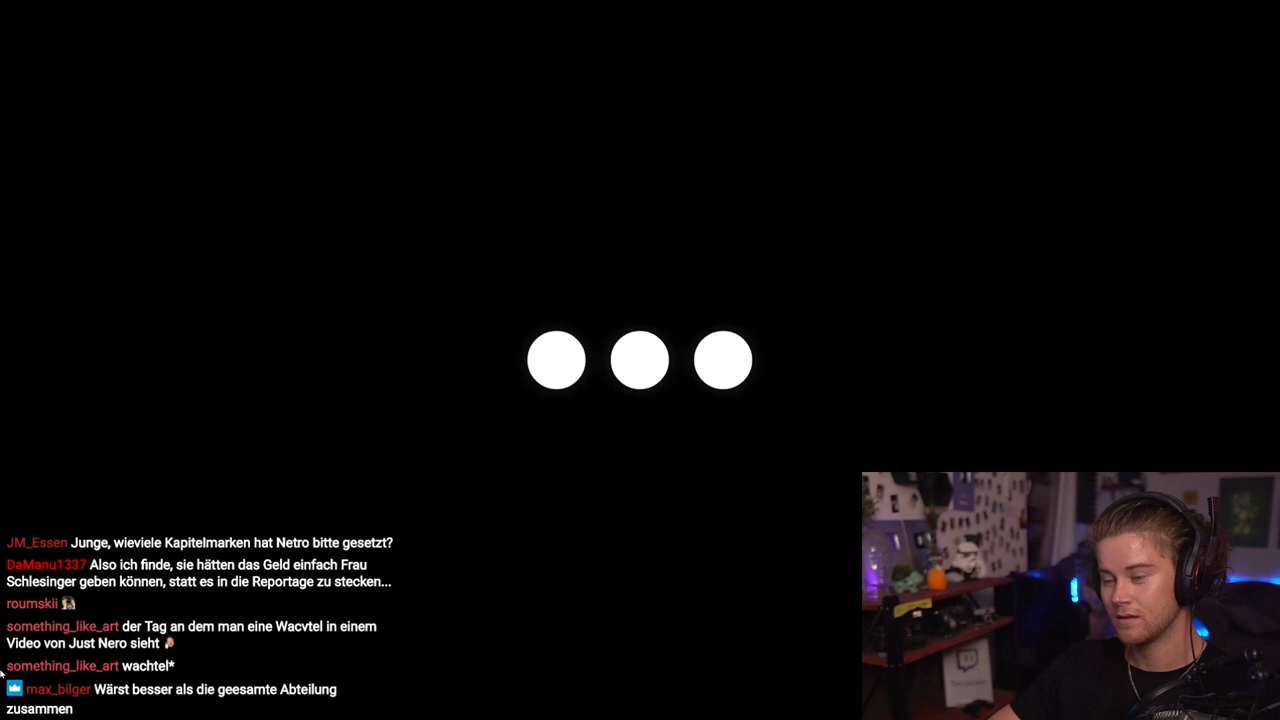 JM_Essen Junge, wieviele Kapitelmarken hat Netro bitte gesetzt?
DaManu1337 Also ich finde, sie hätten das Geld einfach Frau
Schlesinger geben können, statt es in die Reportage zu stecken...
roumskii
something_like_art der Tag an dem man eine Wacvtel in einem
Video von Just Nero sieht
something_like_art wachtel*
max_bilger Wärst besser als die geesamte Abteilung
zusammen